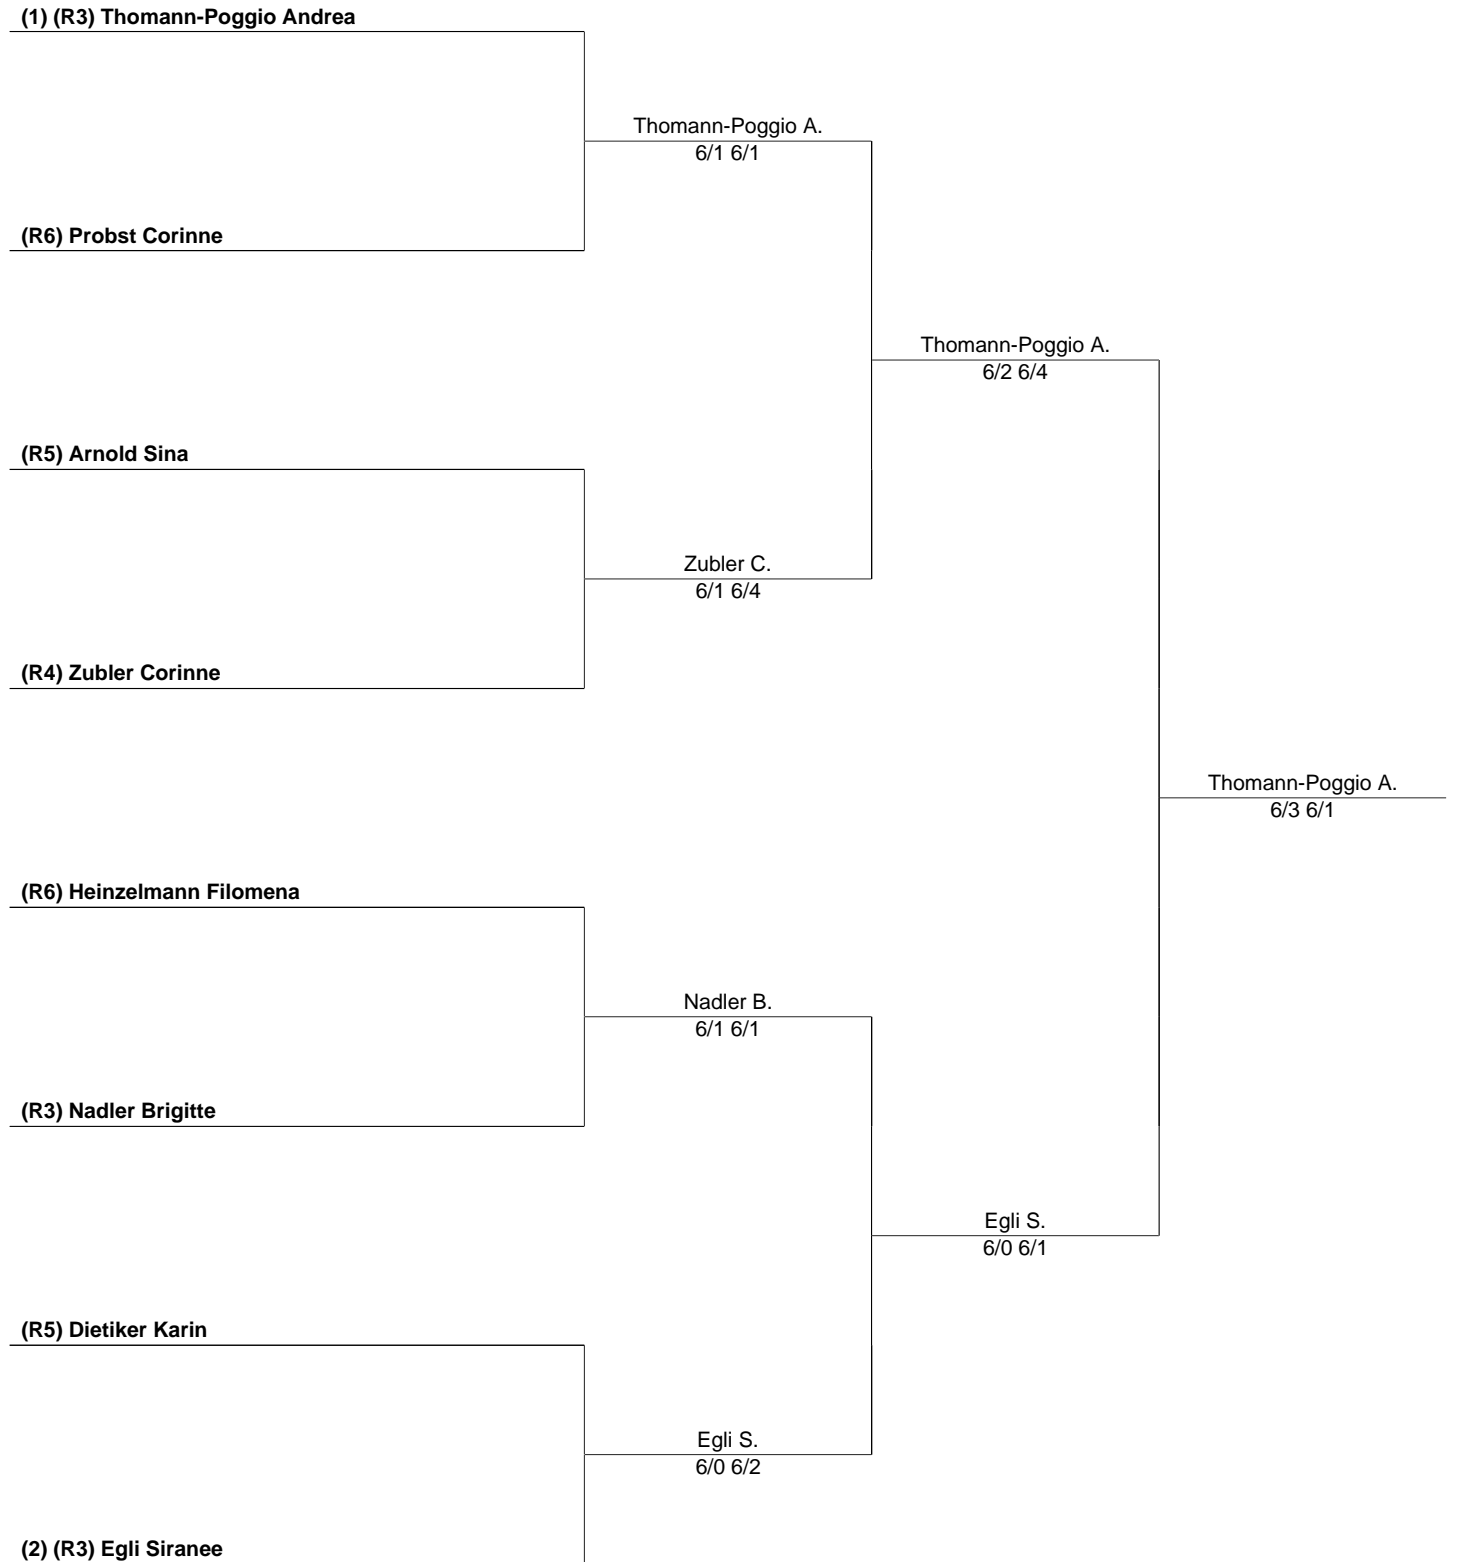 (1) (R3) Thomann-Poggio Andrea
Thomann-Poggio A.
6/1 6/1
(R6) Probst Corinne
Thomann-Poggio A.
6/2 6/4
(R5) Arnold Sina
Zubler C.
6/1 6/4
(R4) Zubler Corinne
Thomann-Poggio A.
6/3 6/1
(R6) Heinzelmann Filomena
Nadler B.
6/1 6/1
(R3) Nadler Brigitte
Egli S.
6/0 6/1
(R5) Dietiker Karin
Egli S.
6/0 6/2
(2) (R3) Egli Siranee